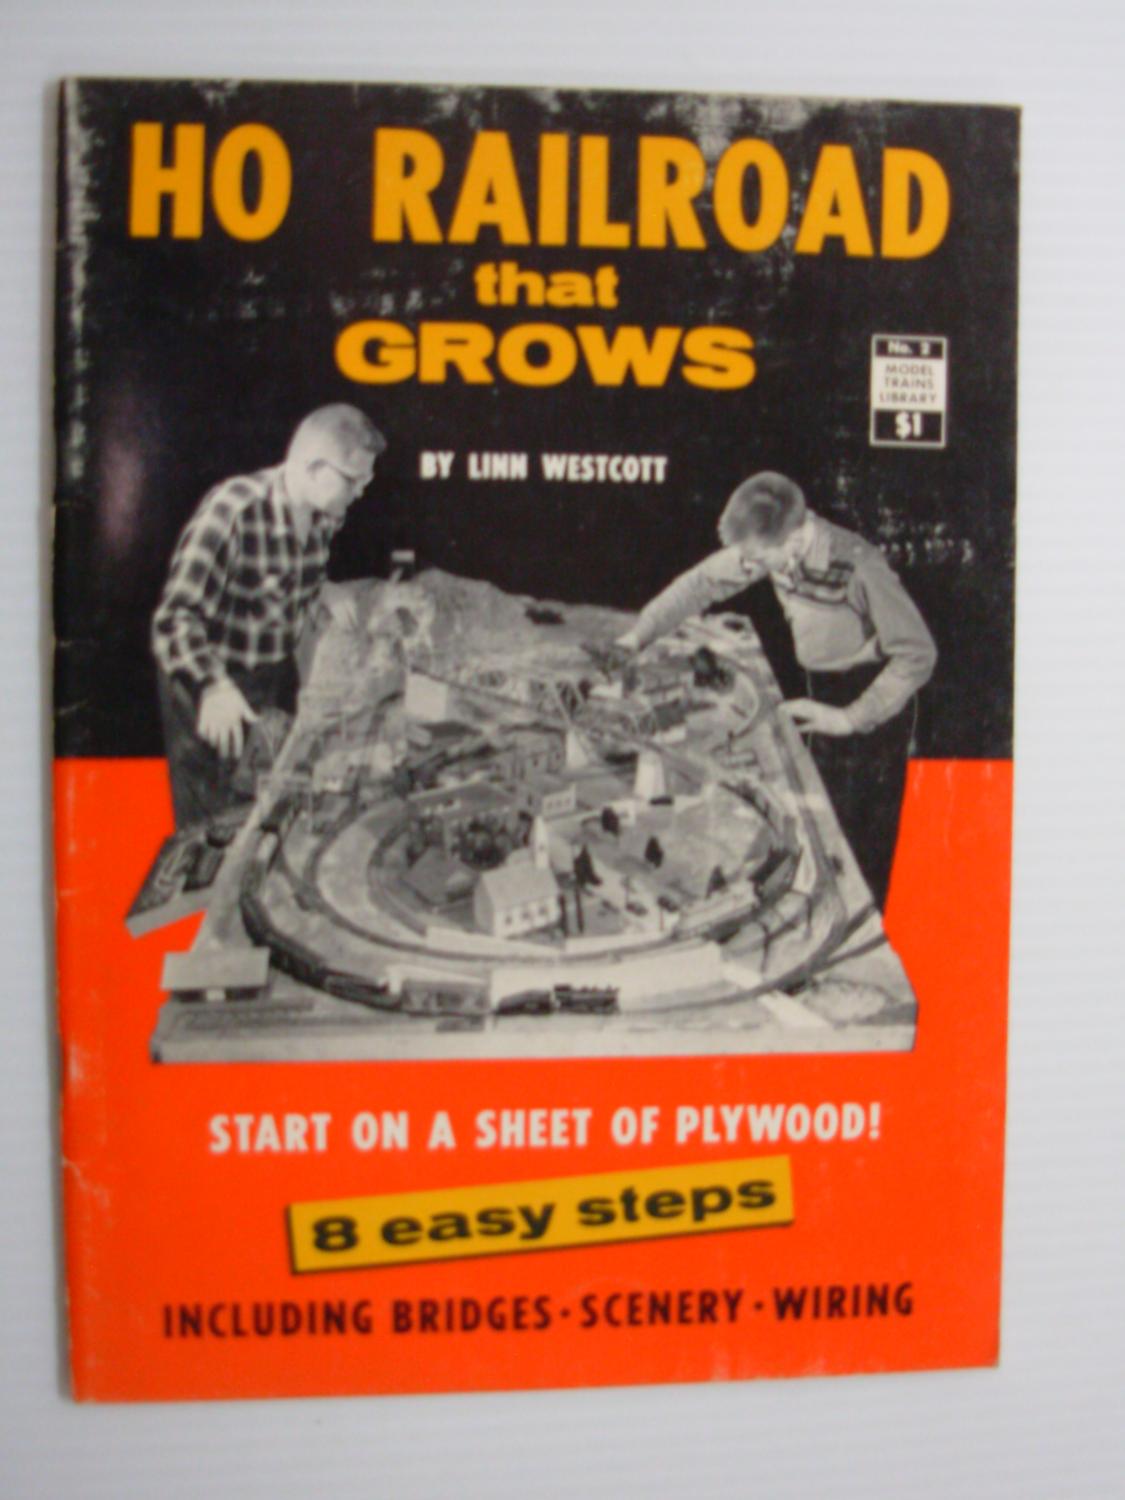 HO RAILROAD
that
GROWS
No. 2
MODEL
TRAINS
LIBRARY
$1
BY LINN WESTCOTT
START ON A SHEET OF PLYWOOD!
8 easy steps
INCLUDING BRIDGES · SCENERY · WIRING